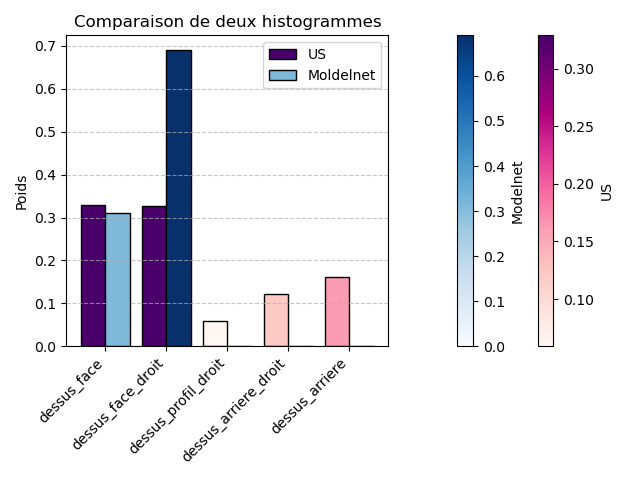 Comparaison de deux histogrammes
US
Moldelnet
Poids
0.7
0.6
0.5
0.4
0.3
0.2
0.1
0.0
dessus_face
dessus_face_droit
dessus_profil_droit
dessus_arriere_droit
dessus_arriere
0.6
0.5
0.4
0.3
0.2
0.1
0.0
Modelnet
0.30
0.25
0.20
0.15
0.10
US